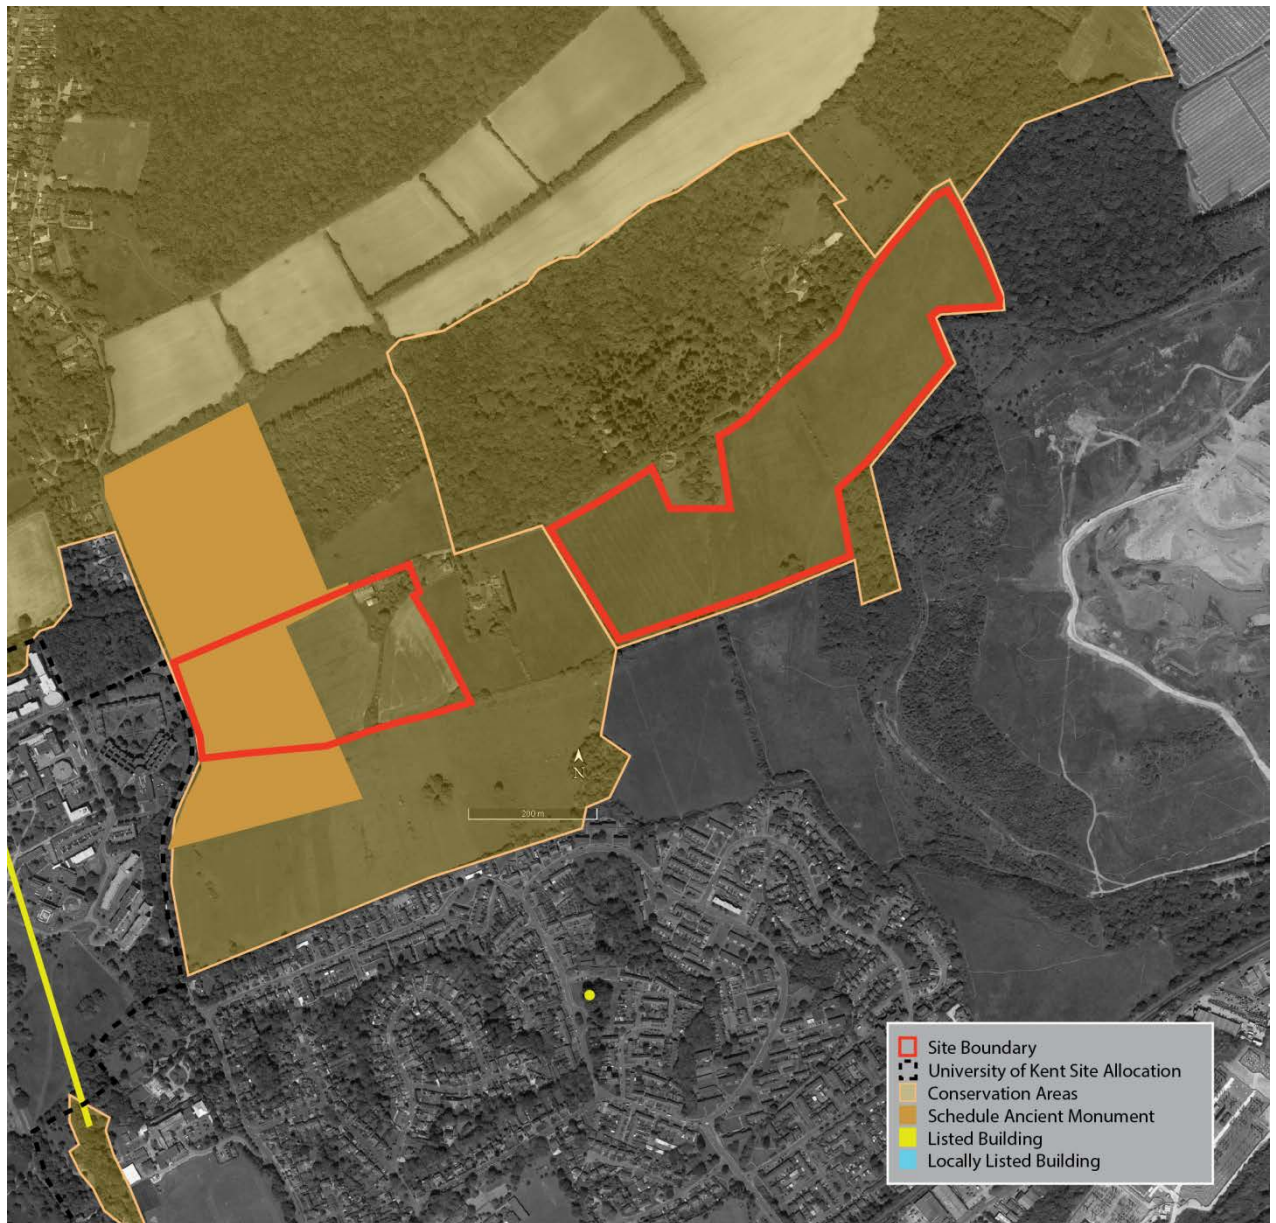 N
200 m
Site Boundary
University of Kent Site Allocation
Conservation Areas
Schedule Ancient Monument
Listed Building
Locally Listed Building